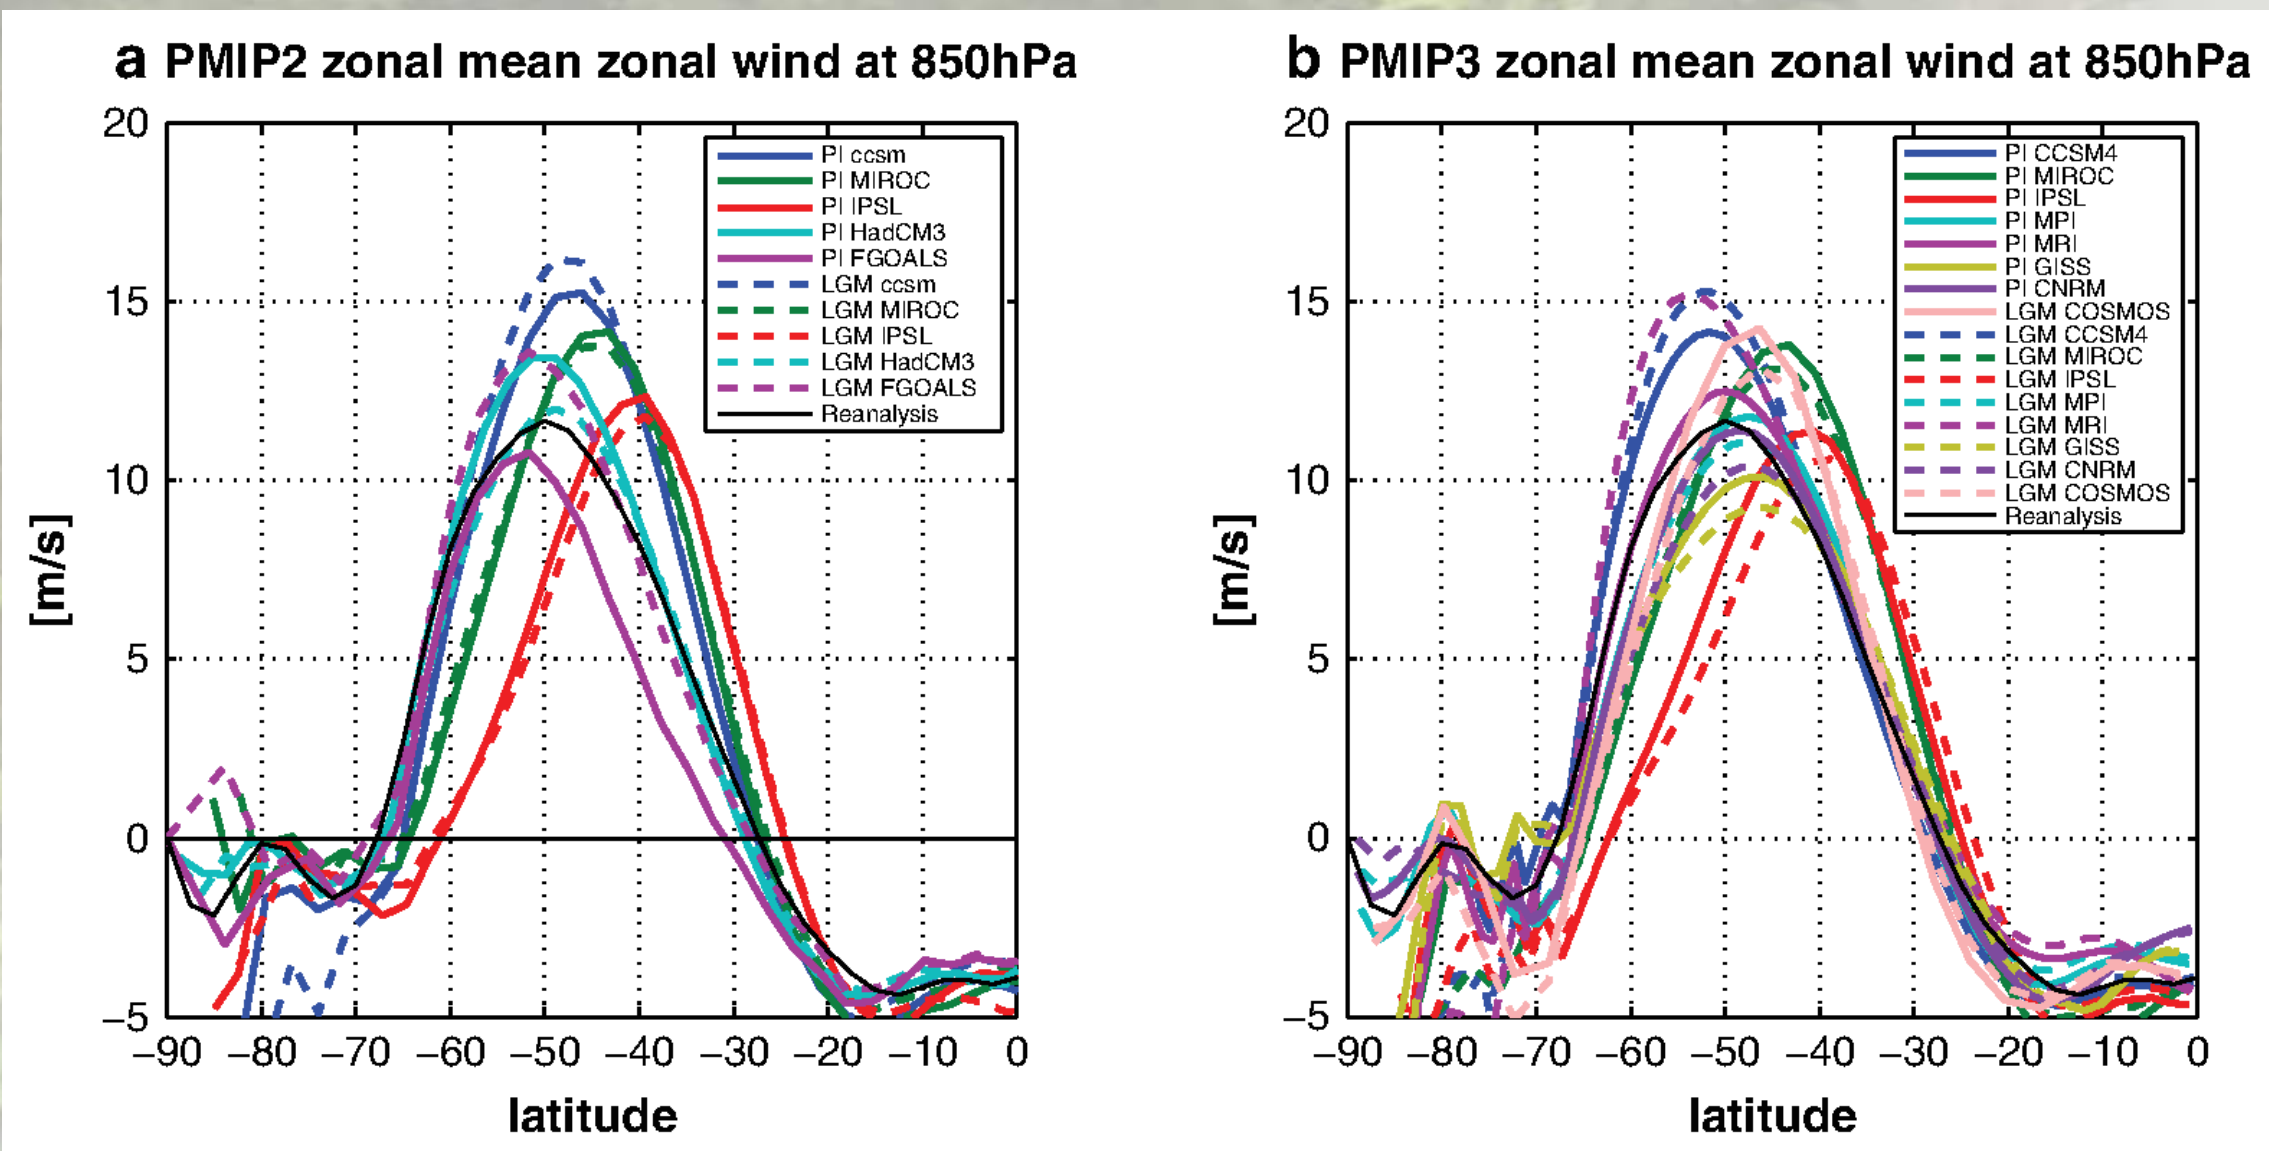 a PMIP2 zonal mean zonal wind at 850hPa
20
15
10
5
0
−5
[m/s]
−90 −80 −70 −60 −50 −40 −30 −20 −10 0
latitude
PI ccsm
PI MIROC
PI IPSL
PI HadCM3
PI FGOALS
LGM ccsm
LGM MIROC
LGM IPSL
LGM HadCM3
LGM FGOALS
Reanalysis
b PMIP3 zonal mean zonal wind at 850hPa
20
15
10
5
0
−5
[m/s]
−90 −80 −70 −60 −50 −40 −30 −20 −10 0
latitude
PI CCSM4
PI MIROC
PI IPSL
PI MPI
PI MRI
PI GISS
PI CNRM
LGM COSMOS
LGM CCSM4
LGM MIROC
LGM IPSL
LGM MPI
LGM MRI
LGM GISS
LGM CNRM
LGM COSMOS
Reanalysis